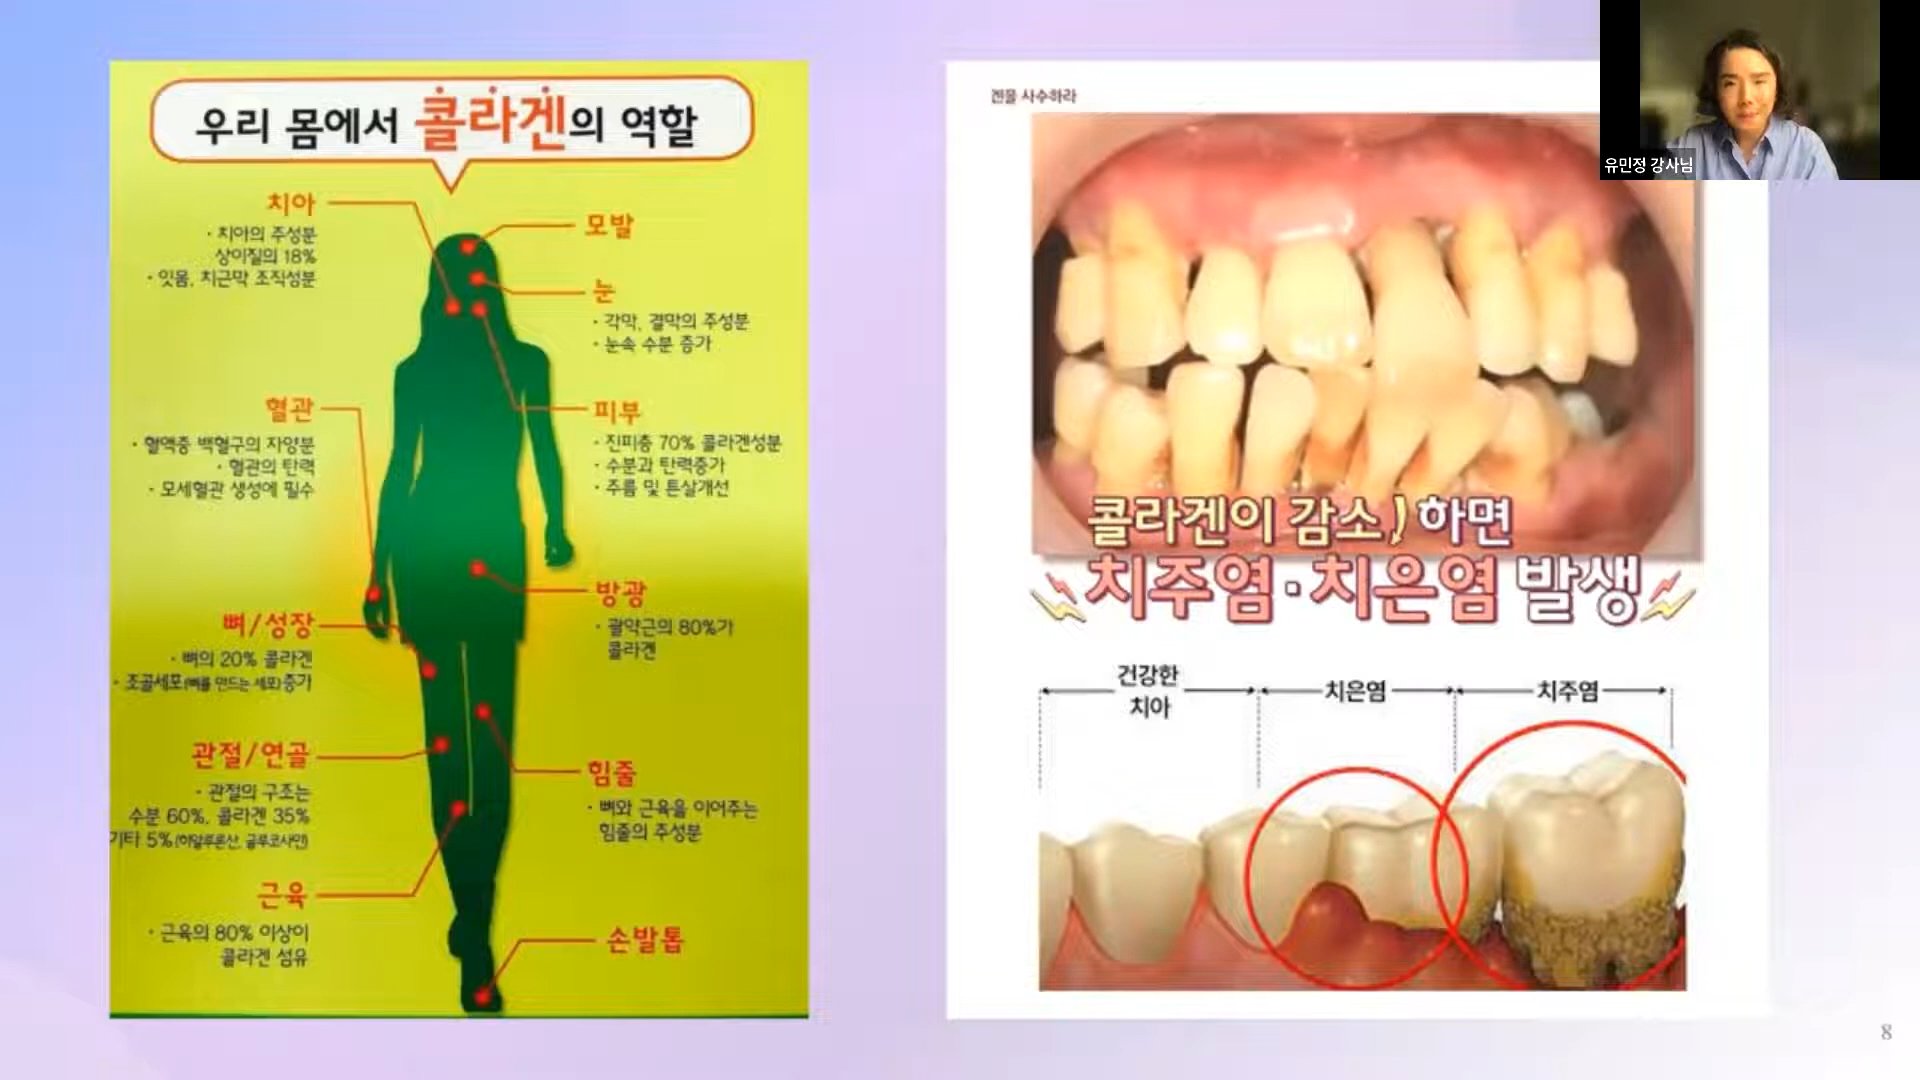 우리 몸에서 콜라겐의 역할
치아
· 치아의 주성분
상아질의 18%
· 잇몸, 치근막 조직성분
모발
눈
· 각막, 결막의 주성분
· 눈속 수분 증가
혈관
· 혈액중 백혈구의 자양분
· 혈관의 탄력
· 모세혈관 생성에 필수
피부
· 진피층 70% 콜라겐성분
· 수분과 탄력증가
· 주름 및 튼살개선
방광
· 괄약근의 80%가
콜라겐
뼈/성장
· 뼈의 20% 콜라겐
· 조골세포(뼈를 만드는 세포)증가
관절/연골
· 관절의 구조는
수분 60%, 콜라겐 35%
기타 5%(히알루론산, 글루코사민)
힘줄
· 뼈와 근육을 이어주는
힘줄의 주성분
근육
· 근육의 80% 이상이
콜라겐 섬유
손발톱
겐을 사수하라
콜라겐이 감소 하면
치주염·치은염 발생
건강한
치아
치은염
치주염
유민정 강사님
8